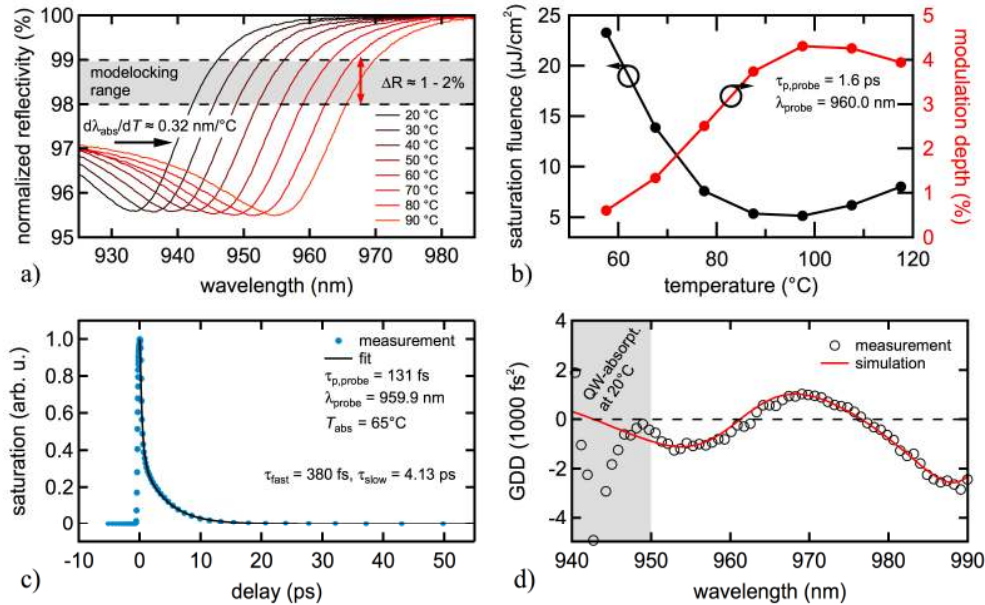 100
99
98
97
96
95
normalized reflectivity (%)
modelocking
range
ΔR ≈ 1 - 2%
dλabs/dT ≈ 0.32 nm/°C
20 °C
30 °C
40 °C
50 °C
60 °C
70 °C
80 °C
90 °C
930 940 950 960 970 980
a)
wavelength (nm)
25
20
15
10
5
saturation fluence (µJ/cm²)
5
4
3
2
1
0
modulation depth (%)
τp,probe = 1.6 ps
λprobe = 960.0 nm
60 80 100 120
b)
temperature (°C)
1.0
0.8
0.6
0.4
0.2
0
saturation (arb. u.)
measurement
fit
τp,probe = 131 fs
λprobe = 959.9 nm
Tabs = 65°C
τfast = 380 fs, τslow = 4.13 ps
-10 0 10 20 30 40 50
c)
delay (ps)
4
2
0
-2
-4
GDD (1000 fs²)
QW-absorpt.
at 20°C
measurement
simulation
940 950 960 970 980 990
d)
wavelength (nm)